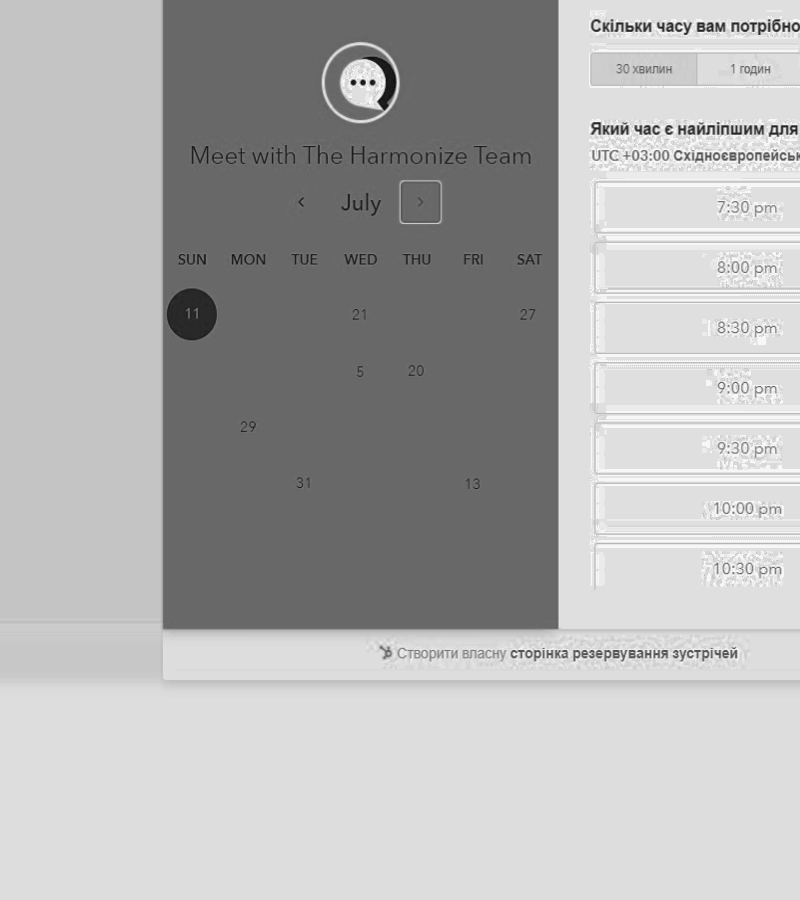 Meet with The Harmonize Team
July
SUN MON TUE WED THU FRI SAT
11 21 27
5 20
29
31 13
Скільки часу вам потрібно
30 хвилин 1 годин
Який час є найліпшим для
UTC +03:00 Східноєвропейськ
7:30 pm
8:00 pm
8:30 pm
9:00 pm
9:30 pm
10:00 pm
10:30 pm
Створити власну сторінка резервування зустрічей